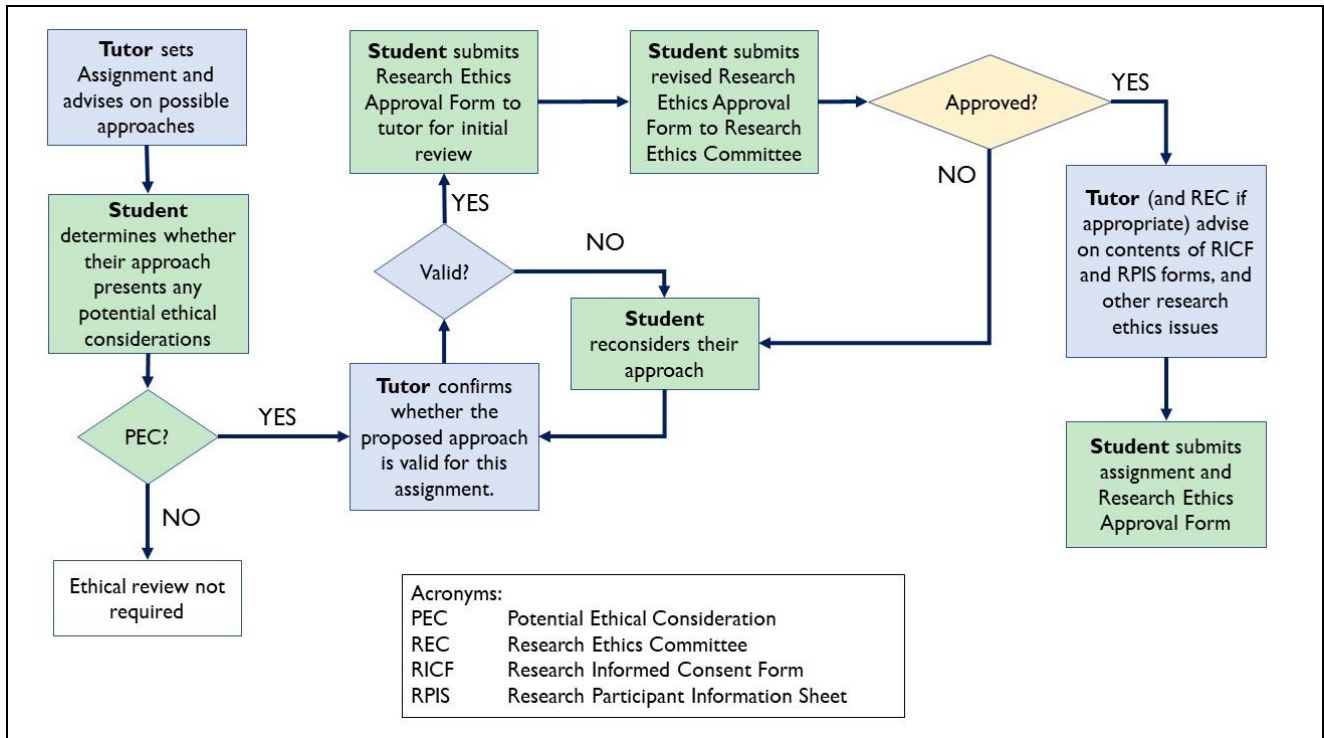 Tutor sets
Assignment and
advises on possible
approaches
Student
determines whether
their approach
presents any
potential ethical
considerations
PEC?
YES
NO
Ethical review not
required
Tutor confirms
whether the
proposed approach
is valid for this
assignment.
Valid?
YES
NO
Student submits
Research Ethics
Approval Form to
tutor for initial
review
Student submits
revised Research
Ethics Approval
Form to Research
Ethics Committee
Approved?
YES
NO
Student
reconsiders their
approach
Tutor (and REC if
appropriate) advise
on contents of RICF
and RPIS forms, and
other research
ethics issues
Student submits
assignment and
Research Ethics
Approval Form
Acronyms:
PEC Potential Ethical Consideration
REC Research Ethics Committee
RICF Research Informed Consent Form
RPIS Research Participant Information Sheet